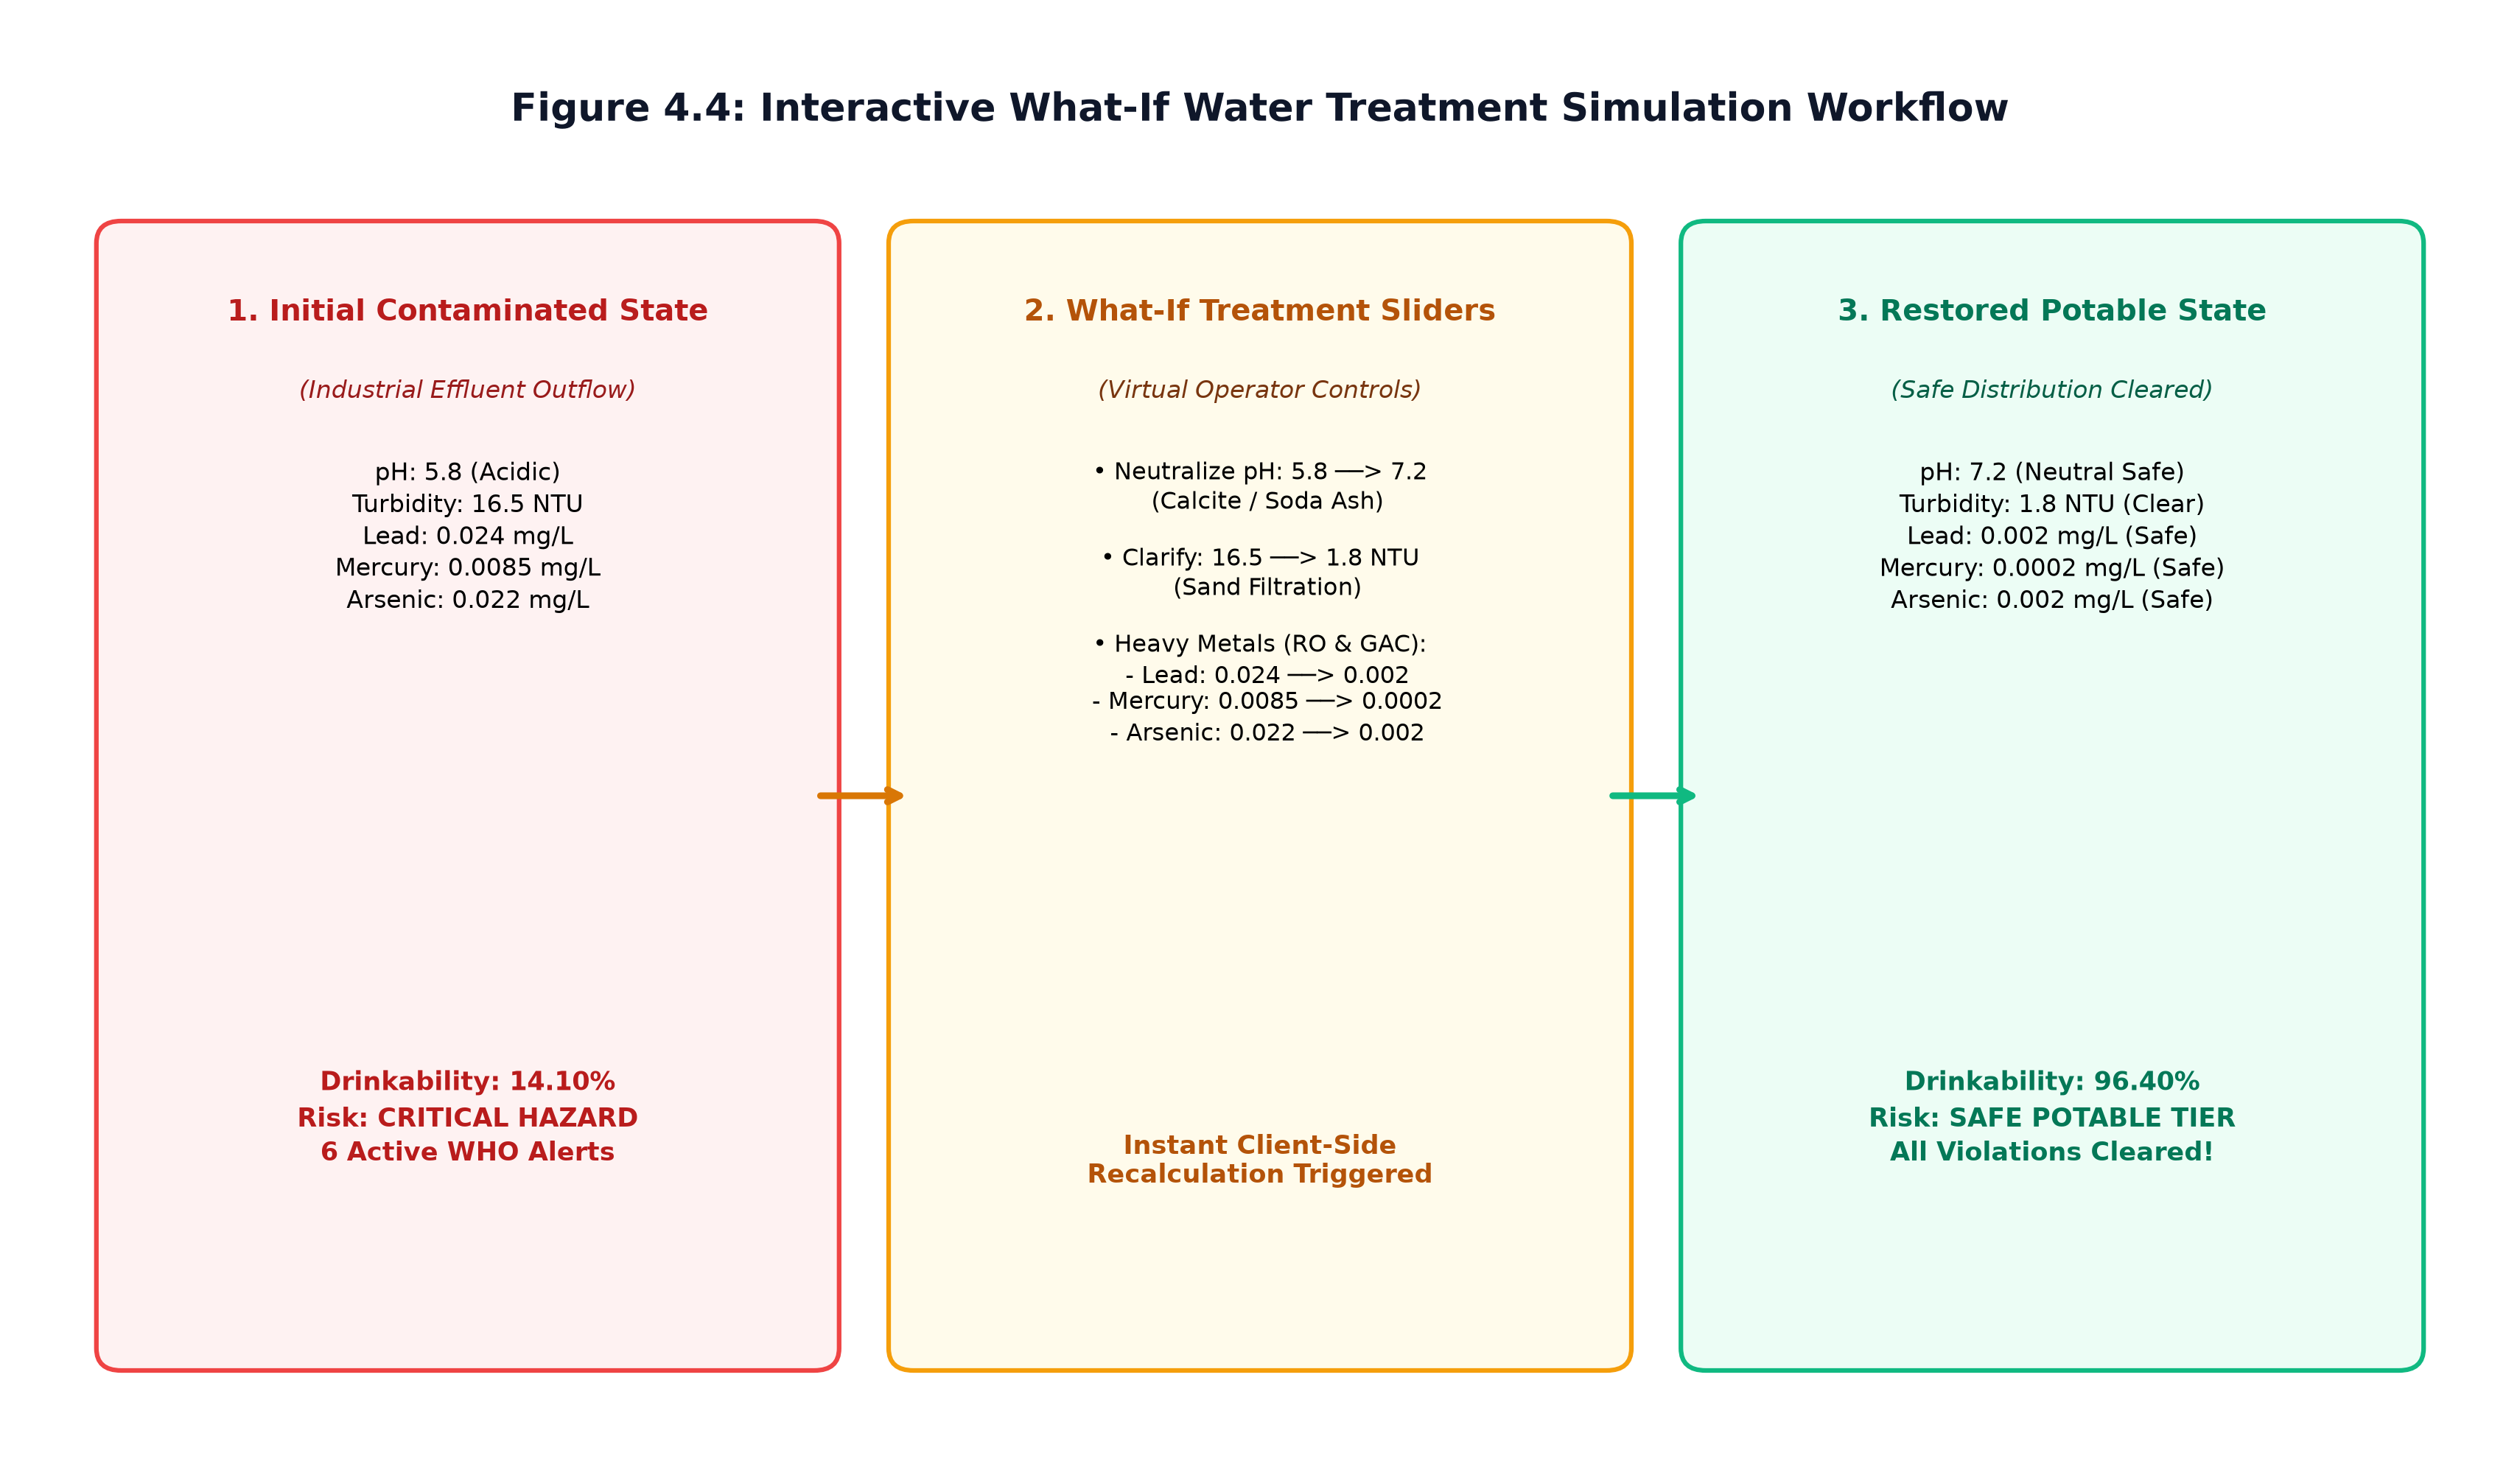 Figure 4.4: Interactive What-If Water Treatment Simulation Workflow
1. Initial Contaminated State
(Industrial Effluent Outflow)
pH: 5.8 (Acidic)
Turbidity: 16.5 NTU
Lead: 0.024 mg/L
Mercury: 0.0085 mg/L
Arsenic: 0.022 mg/L
Drinkability: 14.10%
Risk: CRITICAL HAZARD
6 Active WHO Alerts
2. What-If Treatment Sliders
(Virtual Operator Controls)
• Neutralize pH: 5.8 ──> 7.2
(Calcite / Soda Ash)
• Clarify: 16.5 ──> 1.8 NTU
(Sand Filtration)
• Heavy Metals (RO & GAC):
- Lead: 0.024 ──> 0.002
- Mercury: 0.0085 ──> 0.0002
- Arsenic: 0.022 ──> 0.002
Instant Client-Side
Recalculation Triggered
3. Restored Potable State
(Safe Distribution Cleared)
pH: 7.2 (Neutral Safe)
Turbidity: 1.8 NTU (Clear)
Lead: 0.002 mg/L (Safe)
Mercury: 0.0002 mg/L (Safe)
Arsenic: 0.002 mg/L (Safe)
Drinkability: 96.40%
Risk: SAFE POTABLE TIER
All Violations Cleared!